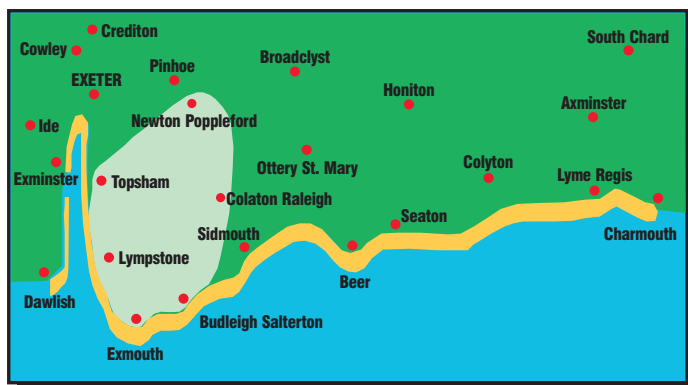 Crediton
South Chard
Cowley
Broadclyst
Pinhoe
EXETER
Honiton
Axminster
Newton Poppleford
Ide
Ottery St. Mary
Colyton
Exminster
Topsham
Lyme Regis
Colaton Raleigh
Seaton
Sidmouth
Charmouth
Lympstone
Beer
Dawlish
Budleigh Salterton
Exmouth